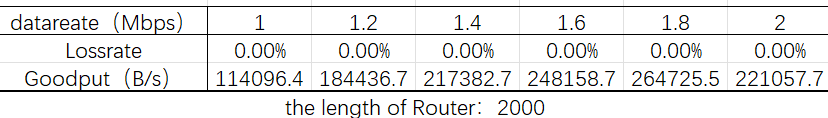 datareate（Mbps） 1 1.2 1.4 1.6 1.8 2
Lossrate 0.00% 0.00% 0.00% 0.00% 0.00% 0.00%
Goodput（B/s） 114096.4 184436.7 217382.7 248158.7 264725.5 221057.7
the length of Router： 2000